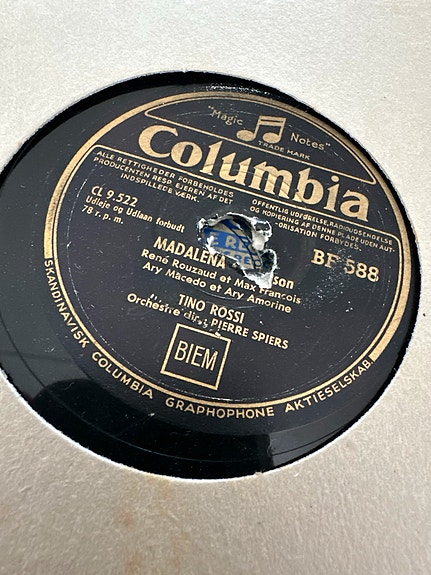 "Magic Notes"
TRADE MARK
Columbia
ALLE RETTIGHEDER FORBEHOLDES
PRODUCENTEN RESP. EJEREN AF DET
INDSPILLEDE VÆRK.
OFFENTLIG UDFØRELSE, RADIOUDSENDELSE
OG KOPIERING AF DENNE PLADE UDEN AUT-
ORISATION FORBYDES.
CL 9.522
Udleje og Udlaan forbudt
78 r. p. m.
BF 588
RE
MADALENA
René Rouzaud et Max François
Ary Macedo et Ary Amorine
TINO ROSSI
Orchestre dir.: PIERRE SPIERS
BIEM
SKANDINAVISK COLUMBIA GRAPHOPHONE AKTIESELSKAB.